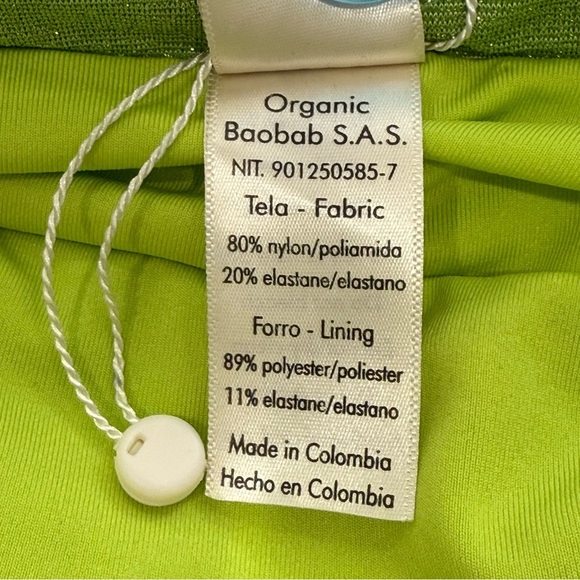 Organic
Baobab S.A.S.
NIT. 901250585-7
Tela - Fabric
80% nylon/poliamida
20% elastane/elastano
Forro - Lining
89% polyester/poliester
11% elastane/elastano
Made in Colombia
Hecho en Colombia